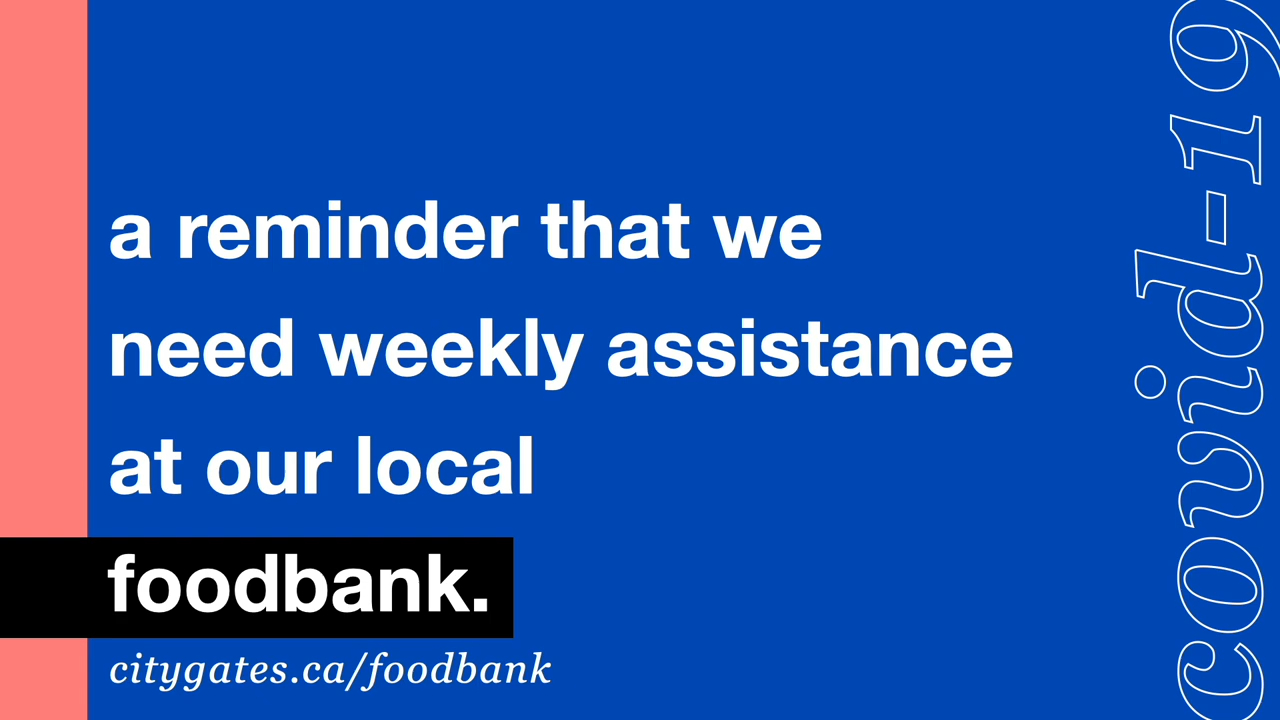 a reminder that we
need weekly assistance
at our local
foodbank.
citygates.ca/foodbank
covid-19